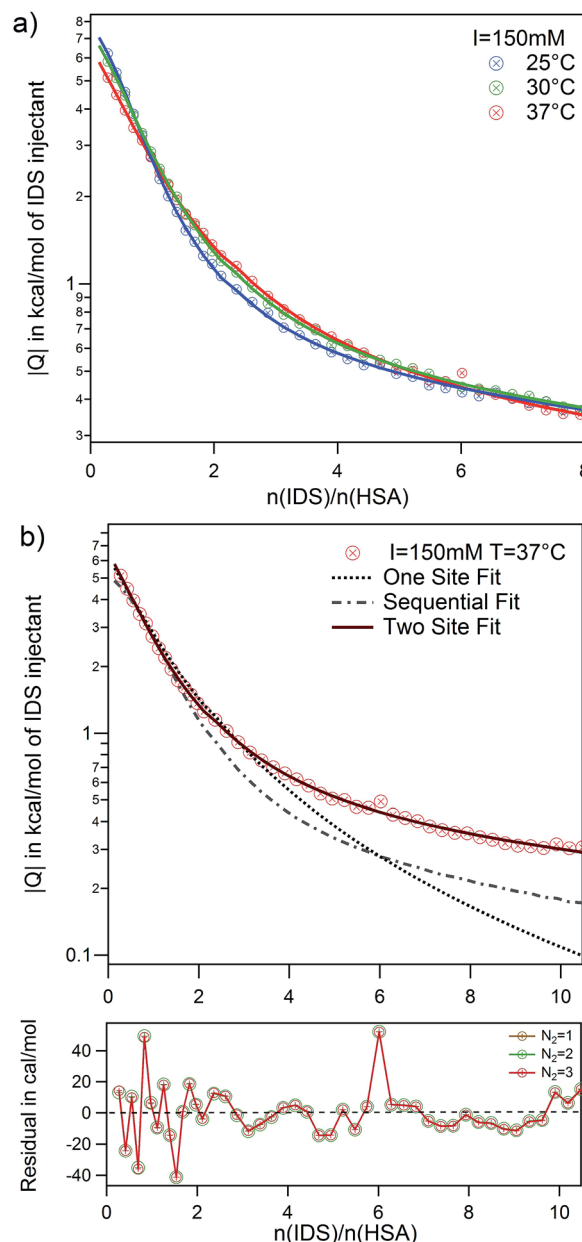 a)
I=150mM
25°C
30°C
37°C
8
7
6
5
4
3
2
1
9
8
7
6
5
4
3
|Q| in kcal/mol of IDS injectant
0 2 4 6 8
n(IDS)/n(HSA)
b)
I=150mM T=37°C
One Site Fit
Sequential Fit
Two Site Fit
7
6
5
4
3
2
1
9
8
7
6
5
4
3
2
0.1
|Q| in kcal/mol of IDS injectant
0 2 4 6 8 10
N₂=1
N₂=2
N₂=3
40
20
0
-20
-40
Residual in cal/mol
0 2 4 6 8 10
n(IDS)/n(HSA)